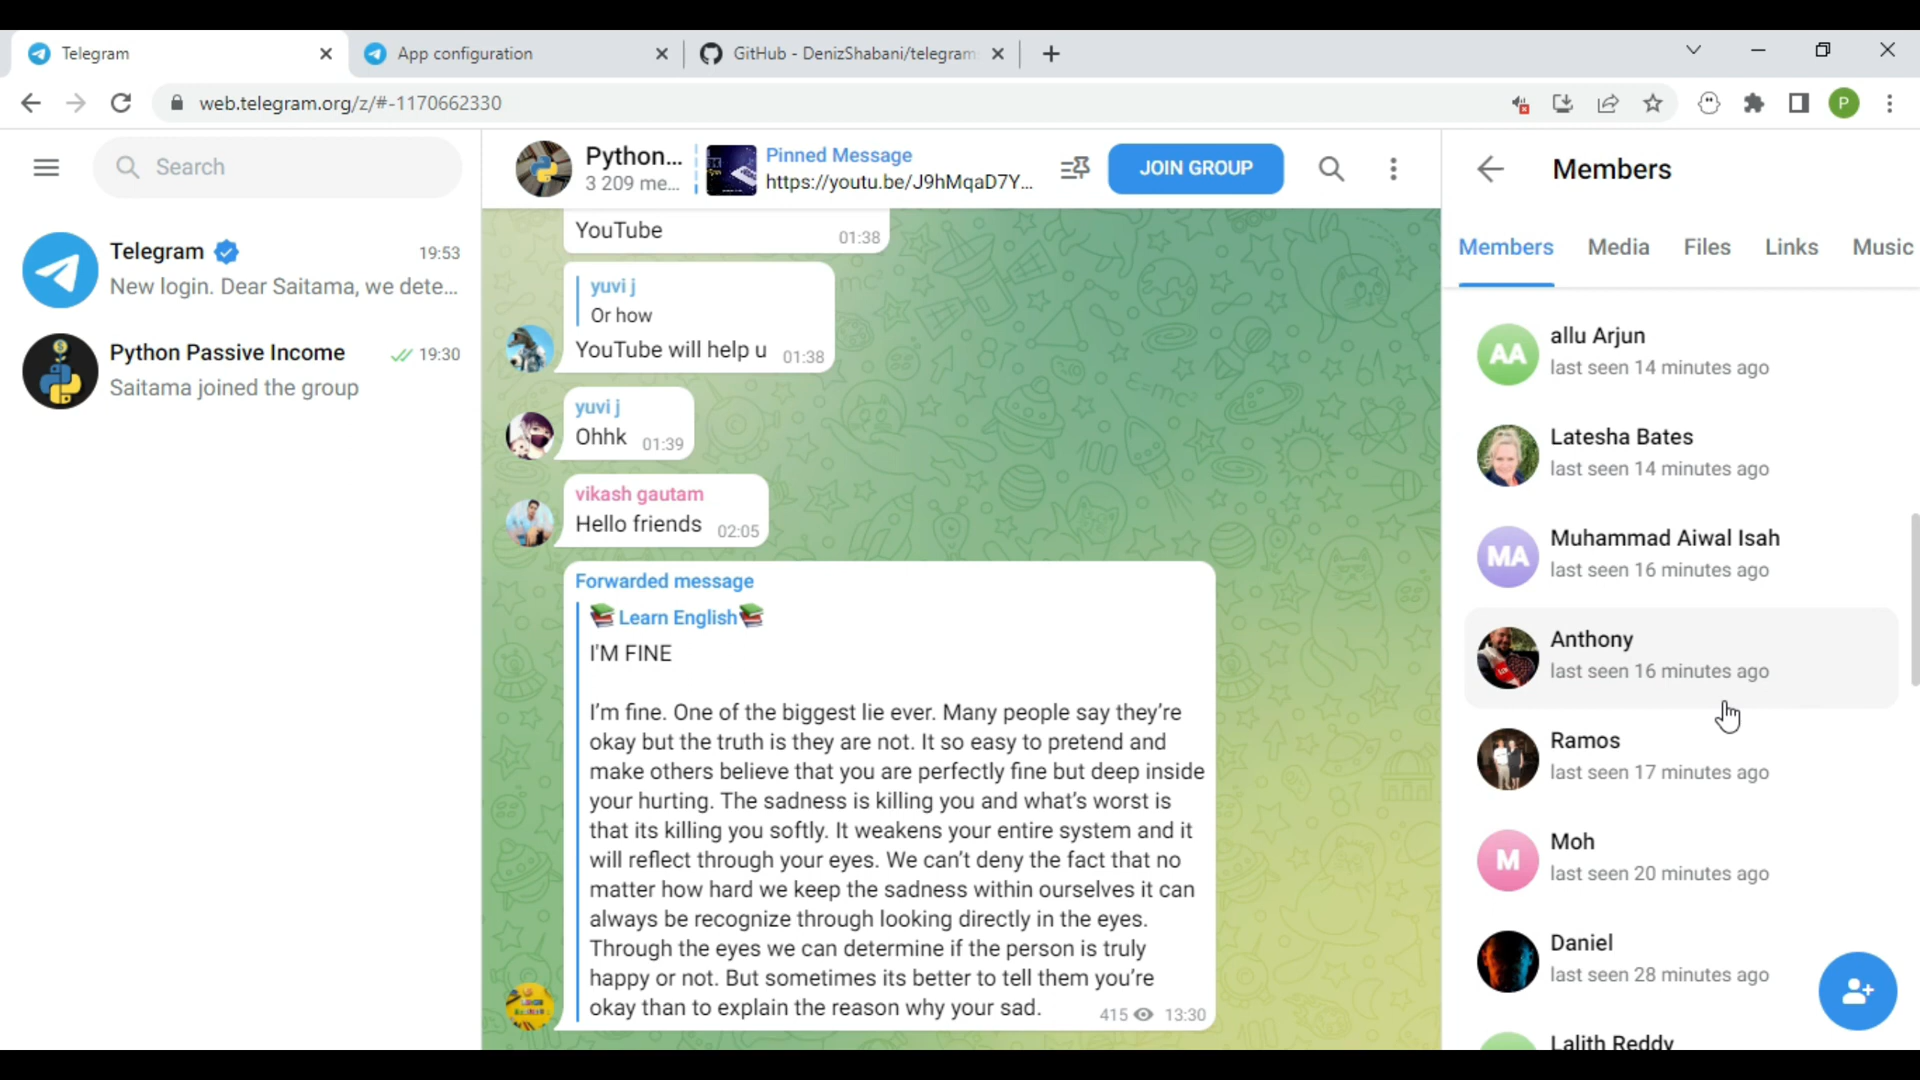 Telegram
App configuration
GitHub - DenizShabani/telegram
web.telegram.org/z/#-1170662330
P
Search
Telegram
19:53
New login. Dear Saitama, we dete...
Python Passive Income
19:30
Saitama joined the group
Python...
3 209 me...
Pinned Message
https://youtu.be/J9hMqaD7Y...
JOIN GROUP
YouTube
01:38
yuvi j
Or how
YouTube will help u 01:38
yuvi j
Ohhk 01:39
vikash gautam
Hello friends 02:05
Forwarded message
📚Learn English📚
I'M FINE
I'm fine. One of the biggest lie ever. Many people say they're
okay but the truth is they are not. It so easy to pretend and
make others believe that you are perfectly fine but deep inside
your hurting. The sadness is killing you and what's worst is
that its killing you softly. It weakens your entire system and it
will reflect through your eyes. We can't deny the fact that no
matter how hard we keep the sadness within ourselves it can
always be recognize through looking directly in the eyes.
Through the eyes we can determine if the person is truly
happy or not. But sometimes its better to tell them you're
okay than to explain the reason why your sad.
415 13:30
Members
Members Media Files Links Music
AA
allu Arjun
last seen 14 minutes ago
Latesha Bates
last seen 14 minutes ago
MA
Muhammad Aiwal Isah
last seen 16 minutes ago
Anthony
last seen 16 minutes ago
Ramos
last seen 17 minutes ago
M
Moh
last seen 20 minutes ago
Daniel
last seen 28 minutes ago
Lalith Reddy